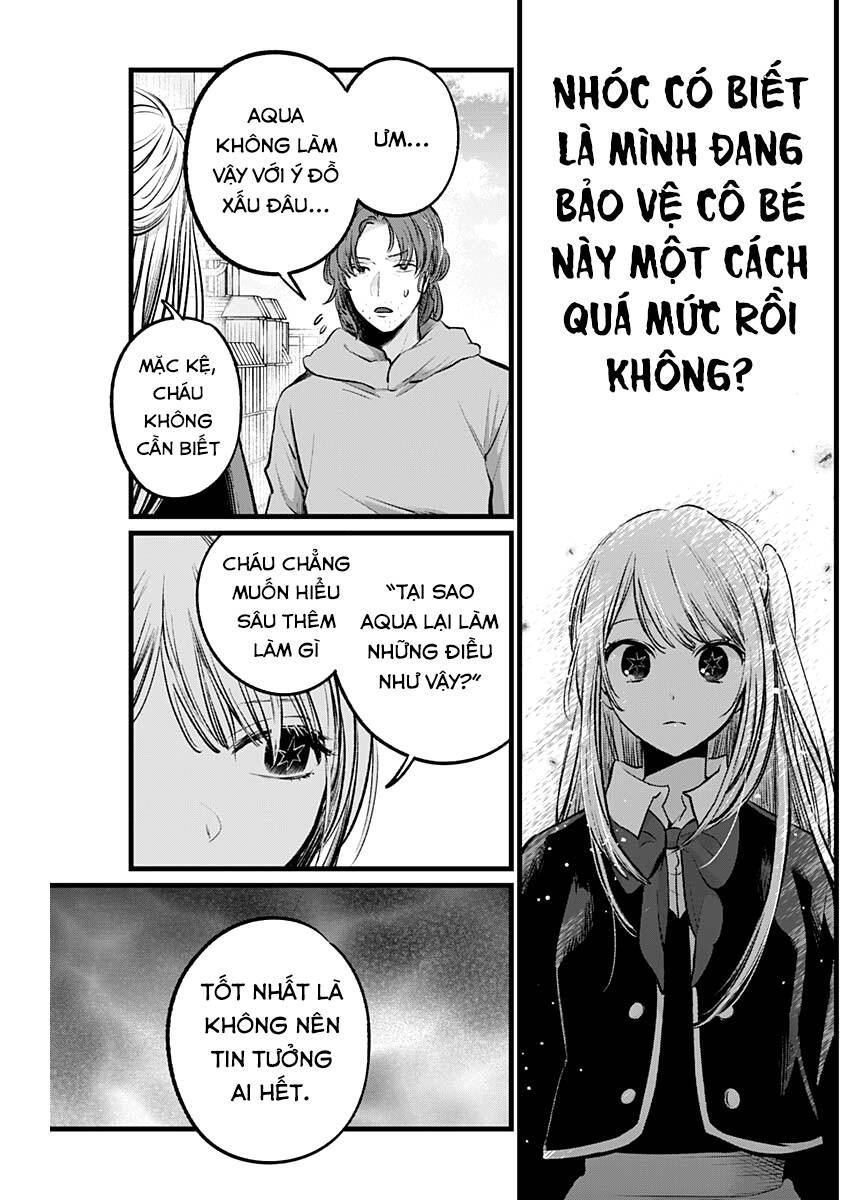 NHÓC CÓ BIẾT
LÀ MÌNH ĐANG
BẢO VỆ CÔ BÉ
NÀY MỘT CÁCH
QUÁ MỨC RỒI
KHÔNG?
ƯM...
AQUA
KHÔNG LÀM
VẬY VỚI Ý ĐỒ
XẤU ĐÂU...
MẶC KỆ,
CHÁU
KHÔNG
CẦN BIẾT
“TẠI SAO
AQUA LẠI LÀM
NHỮNG ĐIỀU
NHƯ VẬY?”
CHÁU CHẲNG
MUỐN HIỂU
SÂU THÊM
LÀM GÌ
TỐT NHẤT LÀ
KHÔNG NÊN
TIN TƯỞNG
AI HẾT.